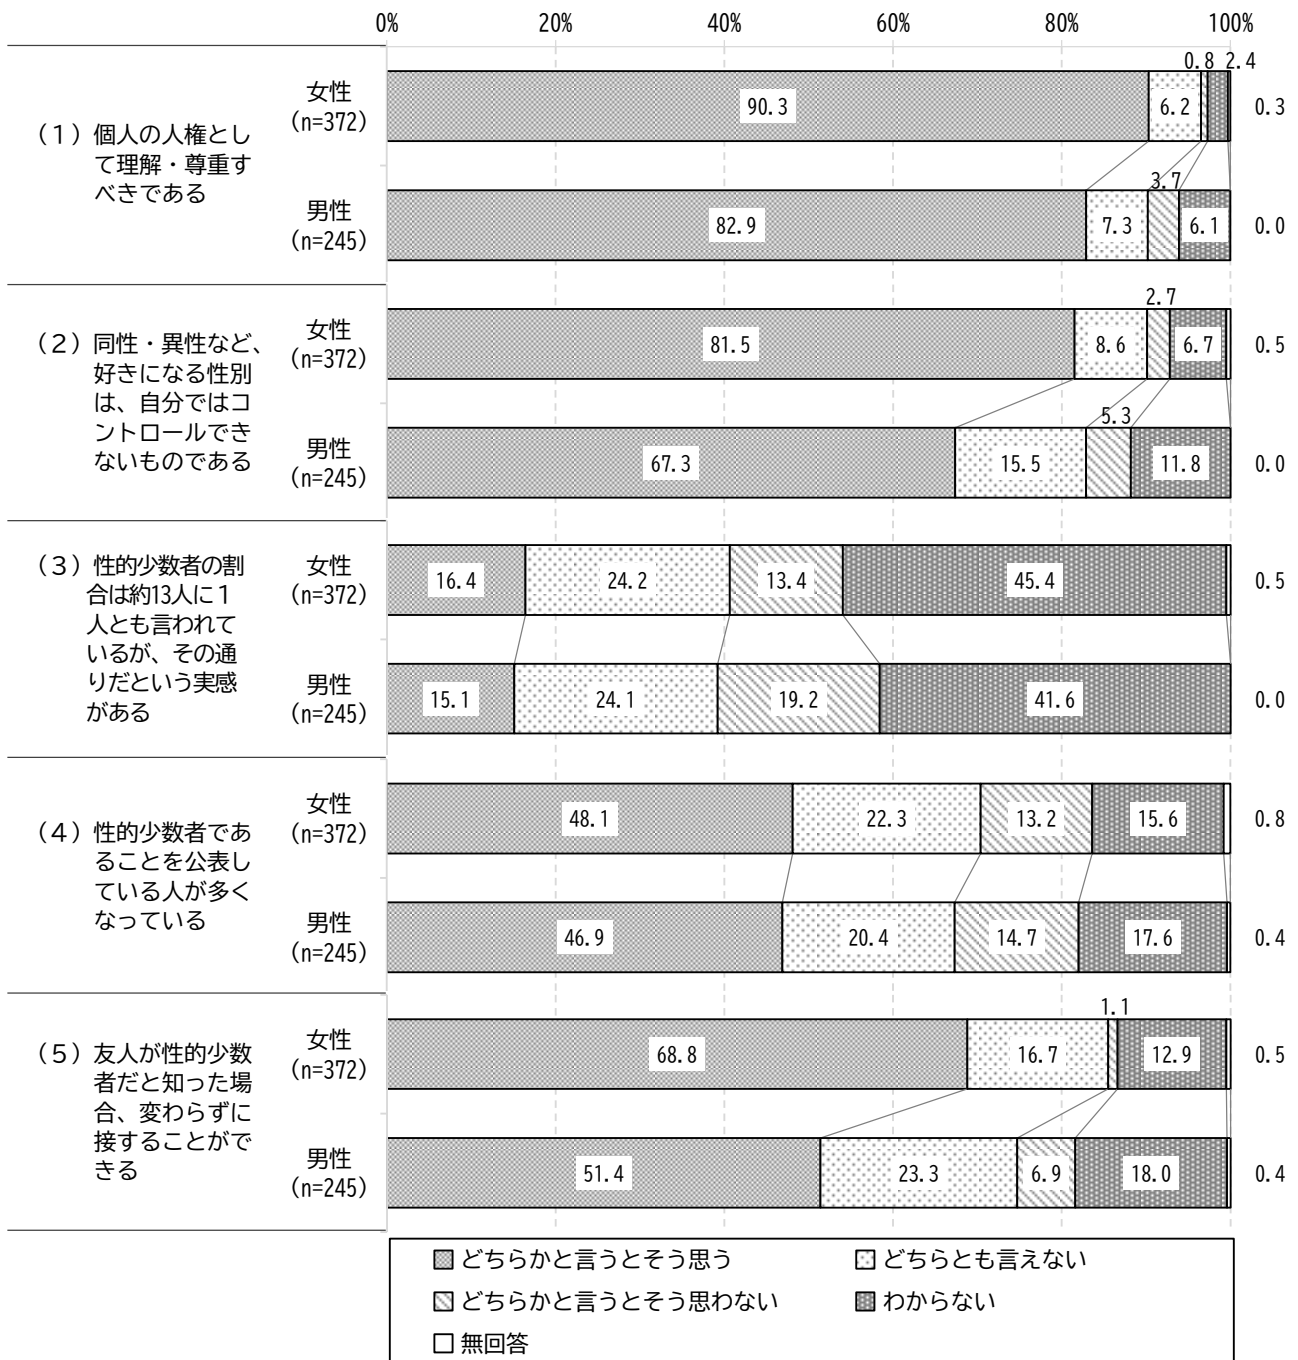 0% 20% 40% 60% 80% 100%
（１）個人の人権とし
て理解・尊重す
べきである
女性
(n=372)
90.3 6.2 0.8 2.4 0.3
男性
(n=245)
82.9 7.3 3.7 6.1 0.0
（２）同性・異性など、
好きになる性別
は、自分ではコ
ントロールでき
ないものである
女性
(n=372)
81.5 8.6 2.7 6.7 0.5
男性
(n=245)
67.3 15.5 5.3 11.8 0.0
（３）性的少数者の割
合は約13人に１
人とも言われて
いるが、その通
りだという実感
がある
女性
(n=372)
16.4 24.2 13.4 45.4 0.5
男性
(n=245)
15.1 24.1 19.2 41.6 0.0
（４）性的少数者であ
ることを公表し
ている人が多く
なっている
女性
(n=372)
48.1 22.3 13.2 15.6 0.8
男性
(n=245)
46.9 20.4 14.7 17.6 0.4
（５）友人が性的少数
者だと知った場
合、変わらずに
接することがで
きる
女性
(n=372)
68.8 16.7 1.1 12.9 0.5
男性
(n=245)
51.4 23.3 6.9 18.0 0.4
どちらかと言うとそう思う どちらとも言えない
どちらかと言うとそう思わない わからない
無回答